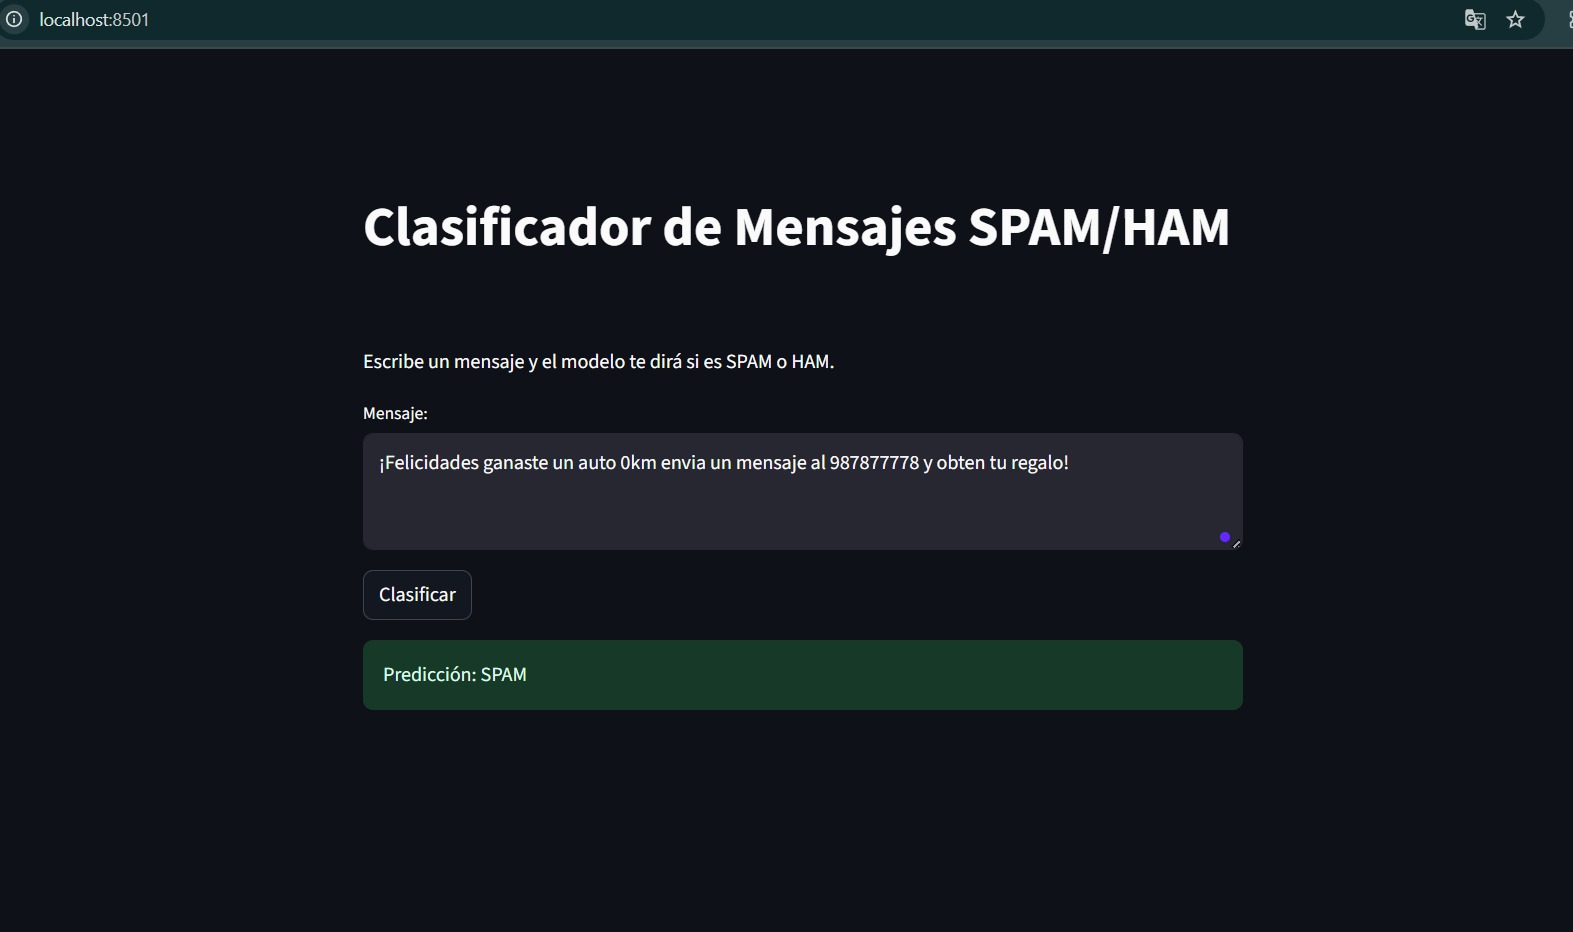 localhost:8501
Clasificador de Mensajes SPAM/HAM
Escribe un mensaje y el modelo te dirá si es SPAM o HAM.
Mensaje:
¡Felicidades ganaste un auto 0km envia un mensaje al 987877778 y obten tu regalo!
Clasificar
Predicción: SPAM